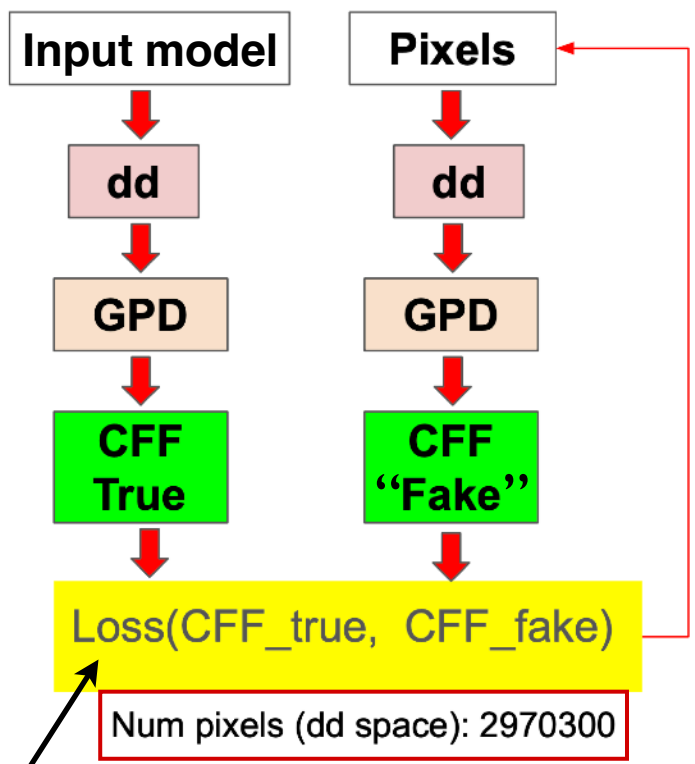 Input model
Pixels
dd
dd
GPD
GPD
CFF
True
CFF
“Fake”
Loss(CFF_true, CFF_fake)
Num pixels (dd space): 2970300